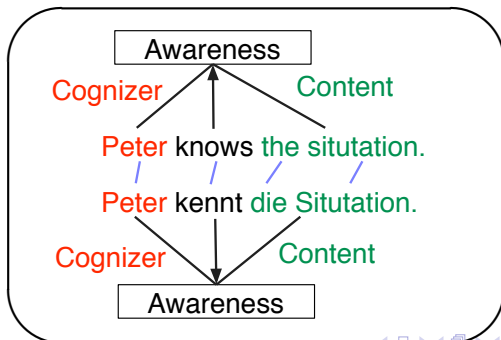 Awareness
Cognizer Content
Peter knows the situtation.
Peter kennt die Situtation.
Cognizer Content
Awareness